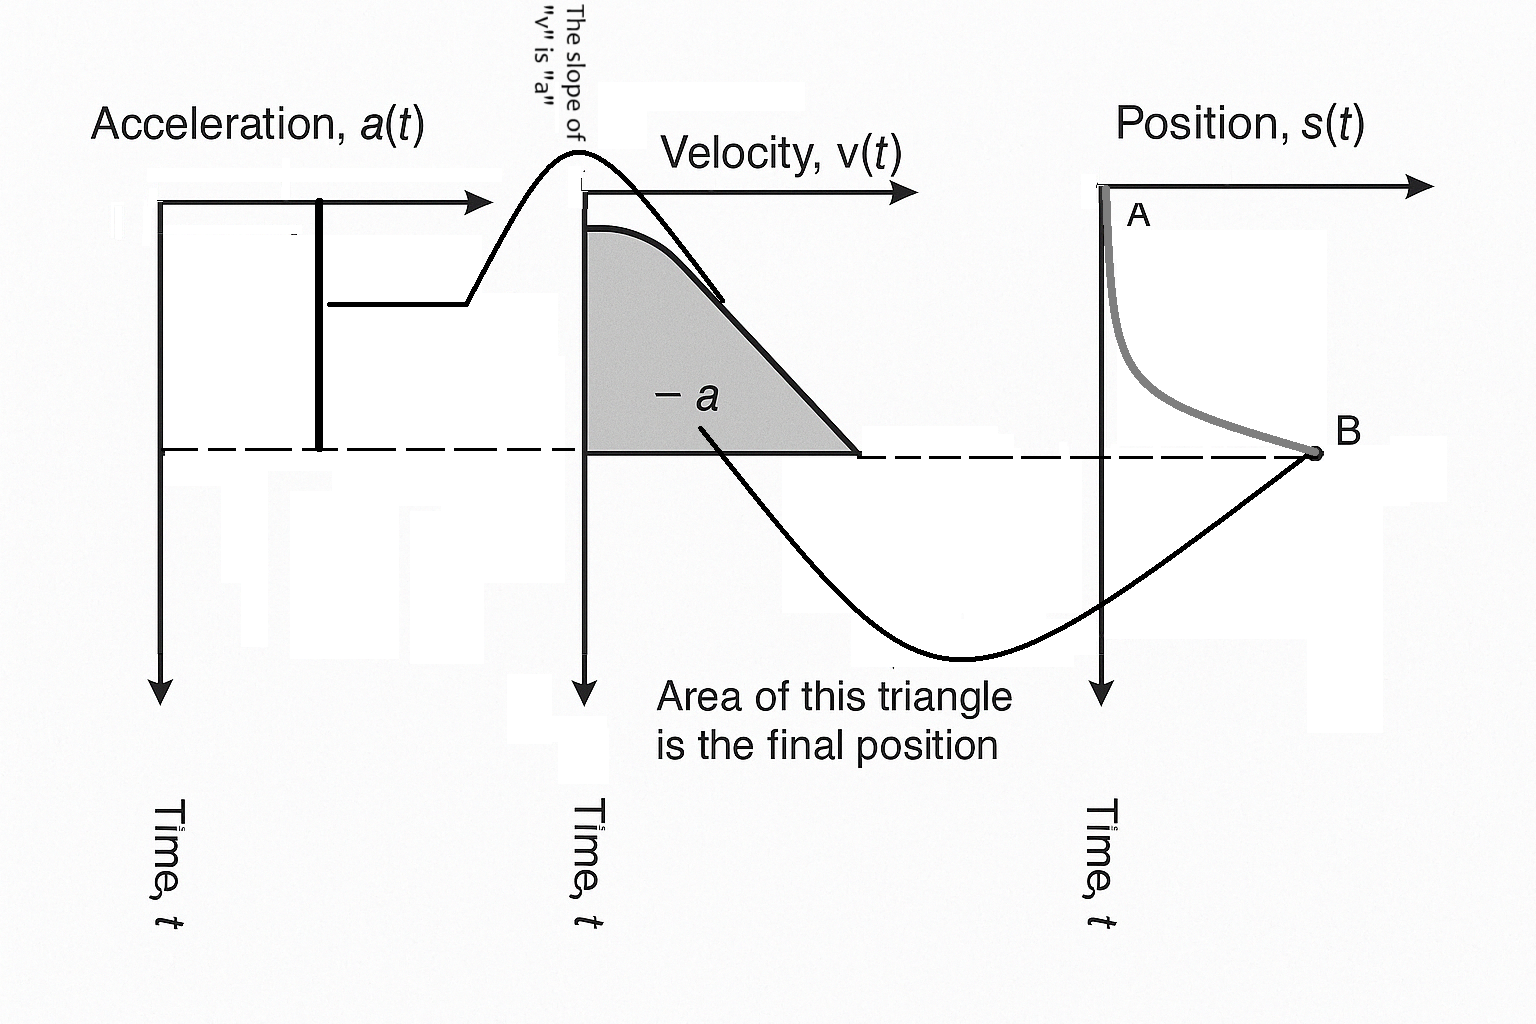 The slope of
"v" is "a"
Acceleration, a(t)
Velocity, v(t)
Position, s(t)
A
– a
B
Area of this triangle
is the final position
Time, t
Time, t
Time, t